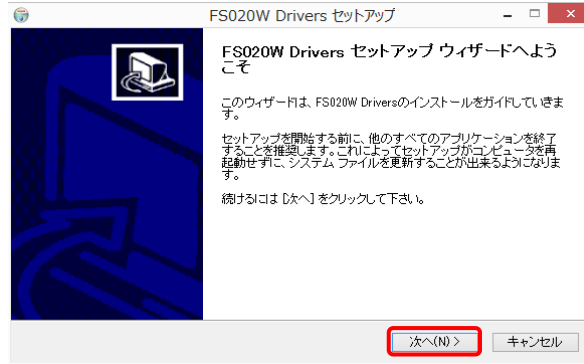 FS020W Drivers セットアップ
FS020W Drivers セットアップ ウィザードへよう
こそ
このウィザードは、FS020W Driversのインストールをガイドしていきま
す。
セットアップを開始する前に、他のすべてのアプリケーションを終了
することを推奨します。これによってセットアップがコンピュータを再
起動せずに、システム ファイルを更新することが出来るようになりま
す。
続けるには [次へ] をクリックして下さい。
次へ(N) >
キャンセル